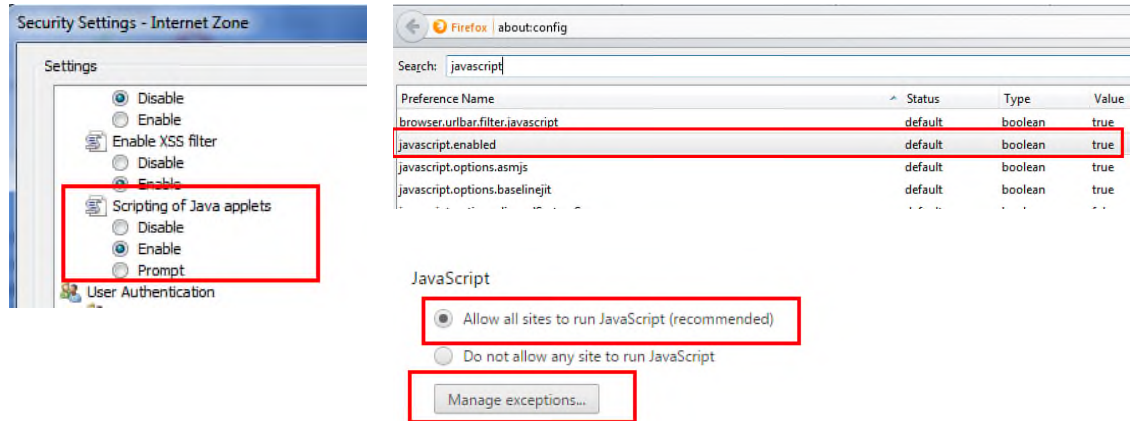 Security Settings - Internet Zone
Settings
Disable
Enable
Enable XSS filter
Disable
Enable
Scripting of Java applets
Disable
Enable
Prompt
User Authentication
Firefox about:config
Search: javascript
Preference Name Status Type Value
browser.urlbar.filter.javascript default boolean true
javascript.enabled default boolean true
javascript.options.asmjs default boolean true
javascript.options.baselinejit default boolean true
JavaScript
Allow all sites to run JavaScript (recommended)
Do not allow any site to run JavaScript
Manage exceptions...